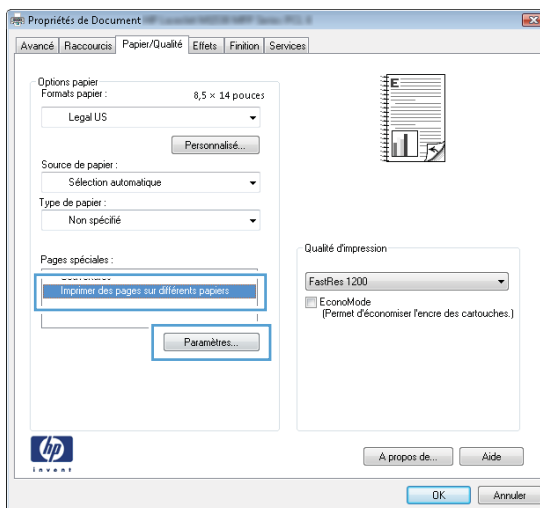 Propriétés de Document
Avancé Raccourcis Papier/Qualité Effets Finition Services
Options papier
Formats papier : 8,5 × 14 pouces
Legal US
Personnalisé...
Source de papier :
Sélection automatique
Type de papier :
Non spécifié
Pages spéciales :
Imprimer des pages sur différents papiers
Paramètres...
E
Qualité d'impression
FastRes 1200
EconoMode
(Permet d'économiser l'encre des cartouches.)
hp
invent
A propos de... Aide
OK Annuler